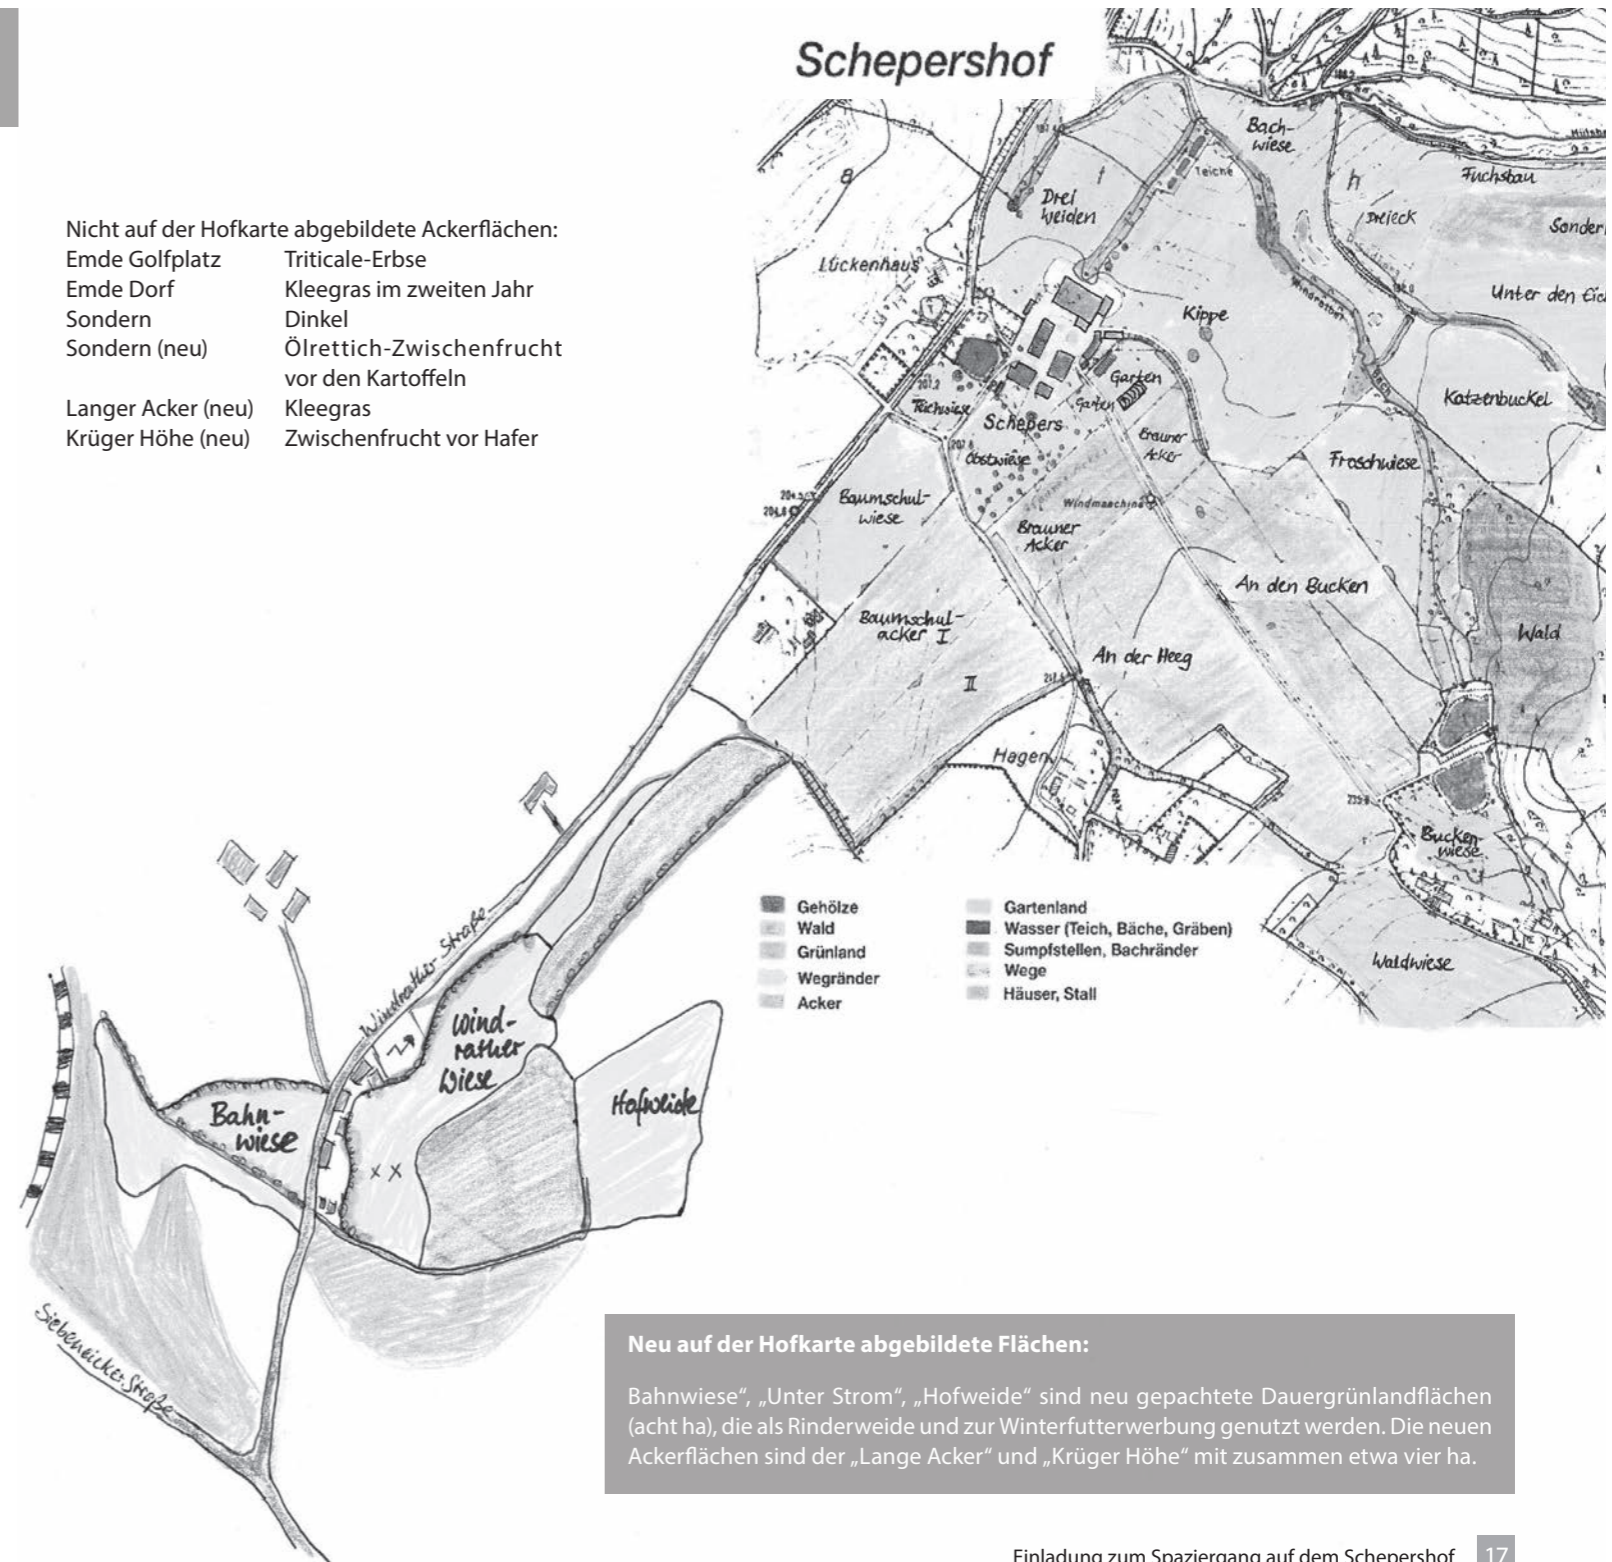 Schepershof
Nicht auf der Hofkarte abgebildete Ackerflächen:
Emde Golfplatz Triticale-Erbse
Emde Dorf Kleegras im zweiten Jahr
Sondern Dinkel
Sondern (neu) Ölrettich-Zwischenfrucht
vor den Kartoffeln
Langer Acker (neu) Kleegras
Krüger Höhe (neu) Zwischenfrucht vor Hafer
Bach-
wiese
Teiche
Fuchsbau
Drei
Weiden
h
Dreieck
Lückenhaus
Unter den
Kippe
Garten
Garten
Teichwiese
Schepers
Katzenbuckel
207.2
Obstwiese
Brauner
Acker
Froschwiese
Baumschul-
wiese
Windmaschine
Brauner
Acker
An den Bucken
Baumschul-
acker I
II
Wald
An der Heeg
Hagen
Bucken-
wiese
Waldwiese
Gehölze
Wald
Grünland
Wegränder
Acker
Gartenland
Wasser (Teich, Bäche, Gräben)
Sumpfstellen, Bachränder
Wege
Häuser, Stall
Windrather Straße
Wind-
rather
Wiese
Hofweide
Bahn-
wiese
x x
Siebeneicker Straße
Neu auf der Hofkarte abgebildete Flächen:
Bahnwiese“, „Unter Strom“, „Hofweide“ sind neu gepachtete Dauergrünlandflächen
(acht ha), die als Rinderweide und zur Winterfutterwerbung genutzt werden. Die neuen
Ackerflächen sind der „Lange Acker“ und „Krüger Höhe“ mit zusammen etwa vier ha.
Einladung zum Spaziergang auf dem Schepershof 17